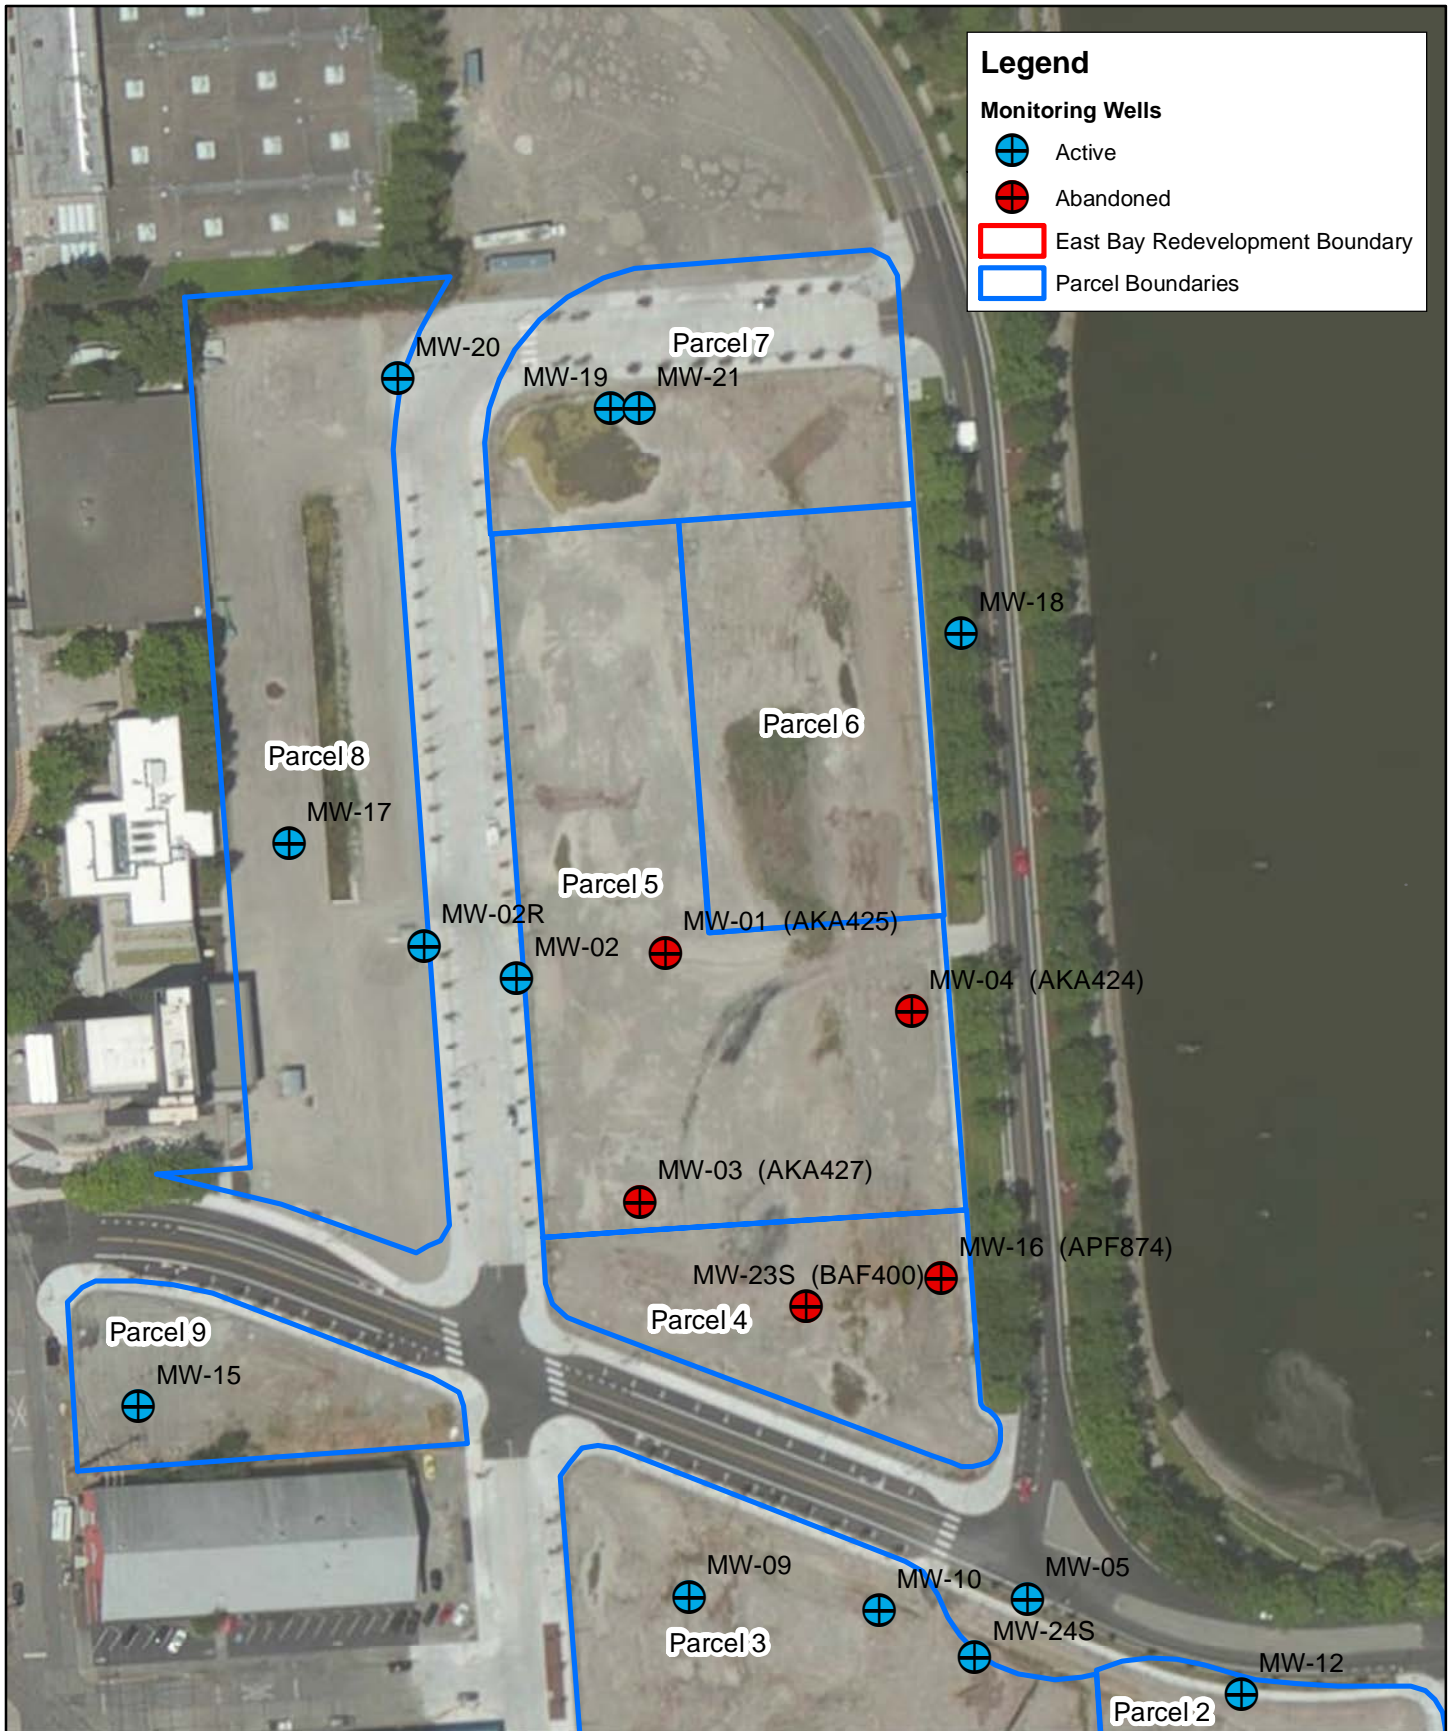 Legend
Monitoring Wells
Active
Abandoned
East Bay Redevelopment Boundary
Parcel Boundaries
MW-20
Parcel 7
MW-19
MW-21
MW-18
Parcel 6
Parcel 8
MW-17
Parcel 5
MW-02R
MW-01 (AKA425)
MW-02
MW-04 (AKA424)
MW-03 (AKA427)
MW-16 (APF874)
MW-23S (BAF400)
Parcel 4
Parcel 9
MW-15
MW-09
MW-10
MW-05
MW-24S
Parcel 3
MW-12
Parcel 2